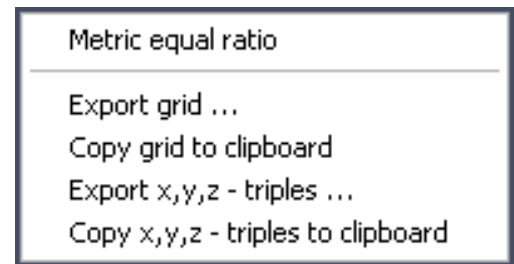 Metric equal ratio
Export grid ...
Copy grid to clipboard
Export x,y,z - triples ...
Copy x,y,z - triples to clipboard